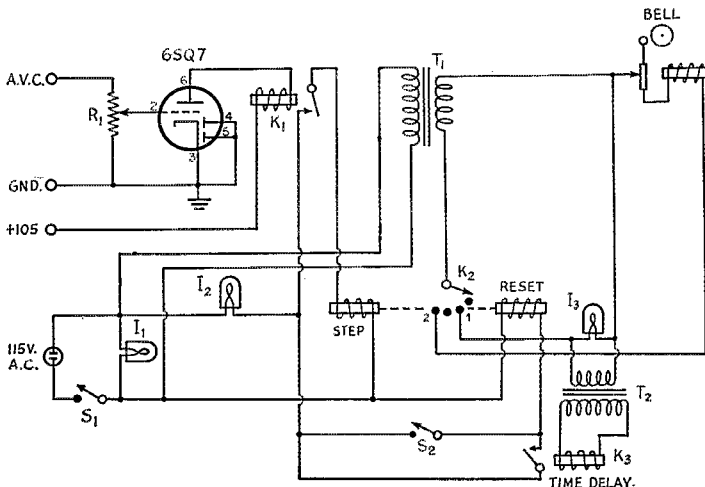 BELL
6SQ7
T1
A.V.C.
6
R1
2
4
5
3
K1
GND.
+105
K2
RESET
I2
I3
I1
STEP
2
1
115V.
A.C.
S1
T2
S2
K3
TIME DELAY.